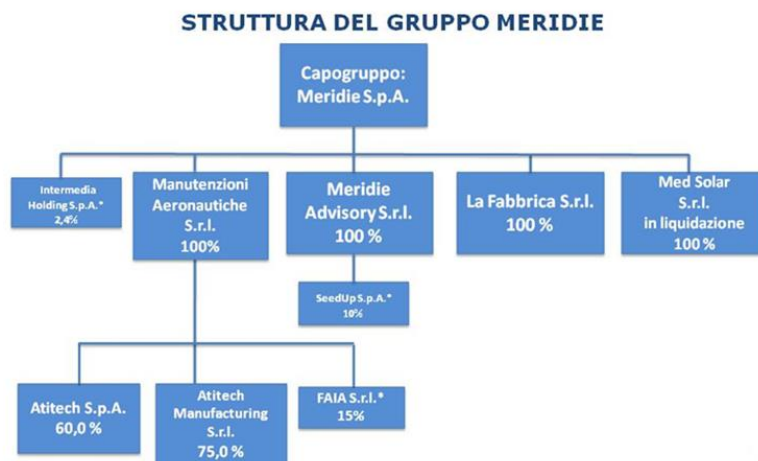 STRUTTURA DEL GRUPPO MERIDIE
Capogruppo:
Meridie S.p.A.
Intermedia
Holding S.p.A.*
2,4%
Manutenzioni
Aeronautiche
S.r.l.
100%
Meridie
Advisory S.r.l.
100 %
La Fabbrica S.r.l.
100 %
Med Solar
S.r.l.
in liquidazione
100 %
SeedUp S.p.A.*
10%
Atitech S.p.A.
60,0 %
Atitech
Manufacturing
S.r.l.
75,0 %
FAIA S.r.l.*
15%